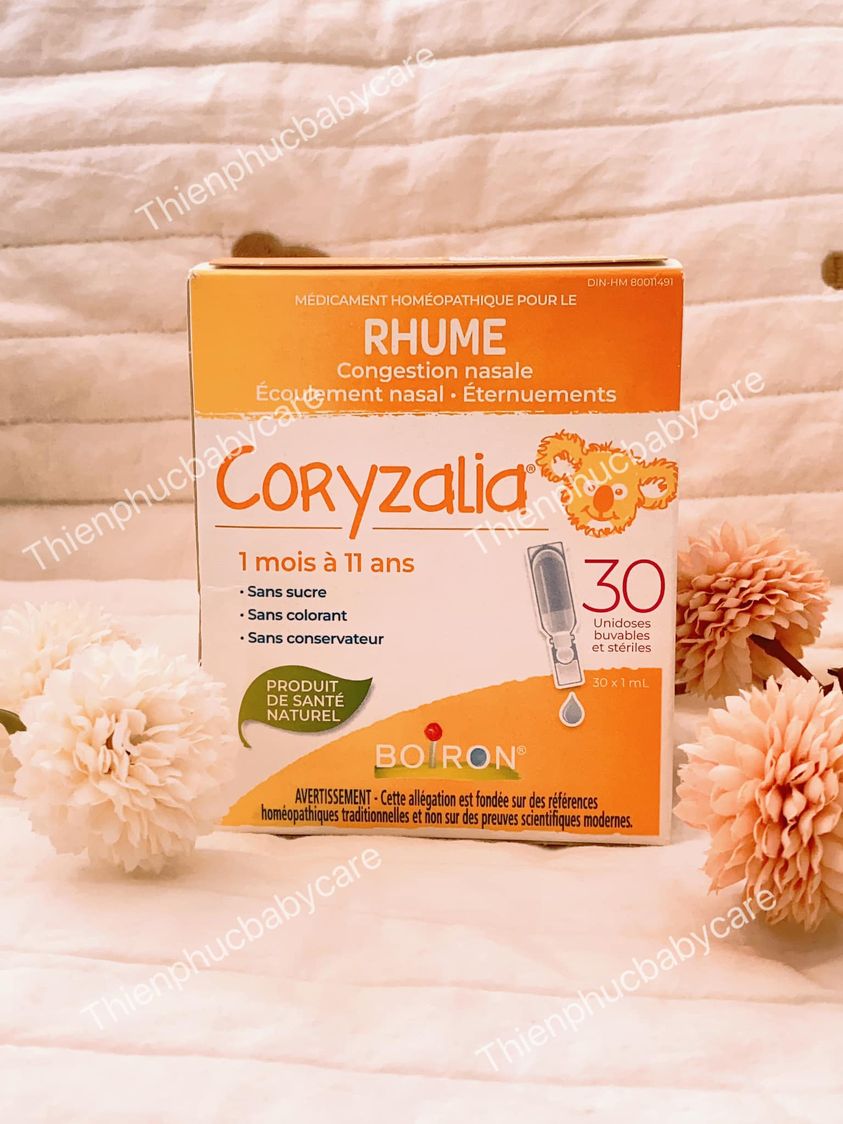 Thienphucbabycare
DIN-HM 80011491
MÉDICAMENT HOMÉOPATHIQUE POUR LE
RHUME
Congestion nasale
Écoulement nasal • Éternuements
Thienphucbabycare
Thienphucbabycare
Coryzalia®
1 mois à 11 ans
• Sans sucre
• Sans colorant
• Sans conservateur
30
Unidoses
buvables
et stériles
30 x 1 mL
PRODUIT
DE SANTÉ
NATUREL
BOIRON®
AVERTISSEMENT - Cette allégation est fondée sur des références
homéopathiques traditionnelles et non sur des preuves scientifiques modernes.
Thienphucbabycare
Thienphucbabycare